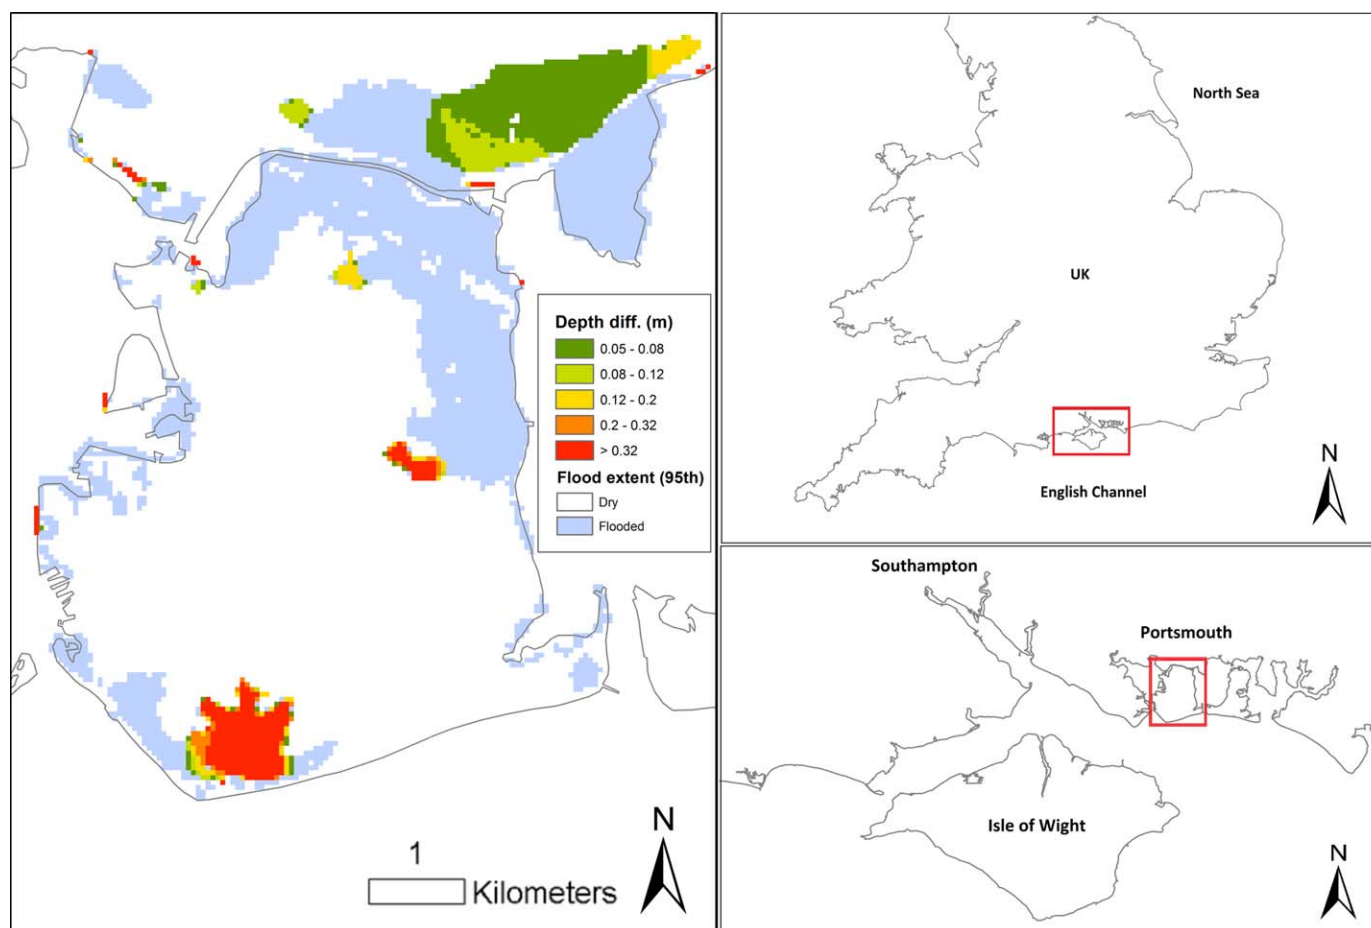 Depth diff. (m)
0.05 - 0.08
0.08 - 0.12
0.12 - 0.2
0.2 - 0.32
> 0.32
Flood extent (95th)
Dry
Flooded
N
1
Kilometers
North Sea
UK
English Channel
N
Southampton
Portsmouth
Isle of Wight
N